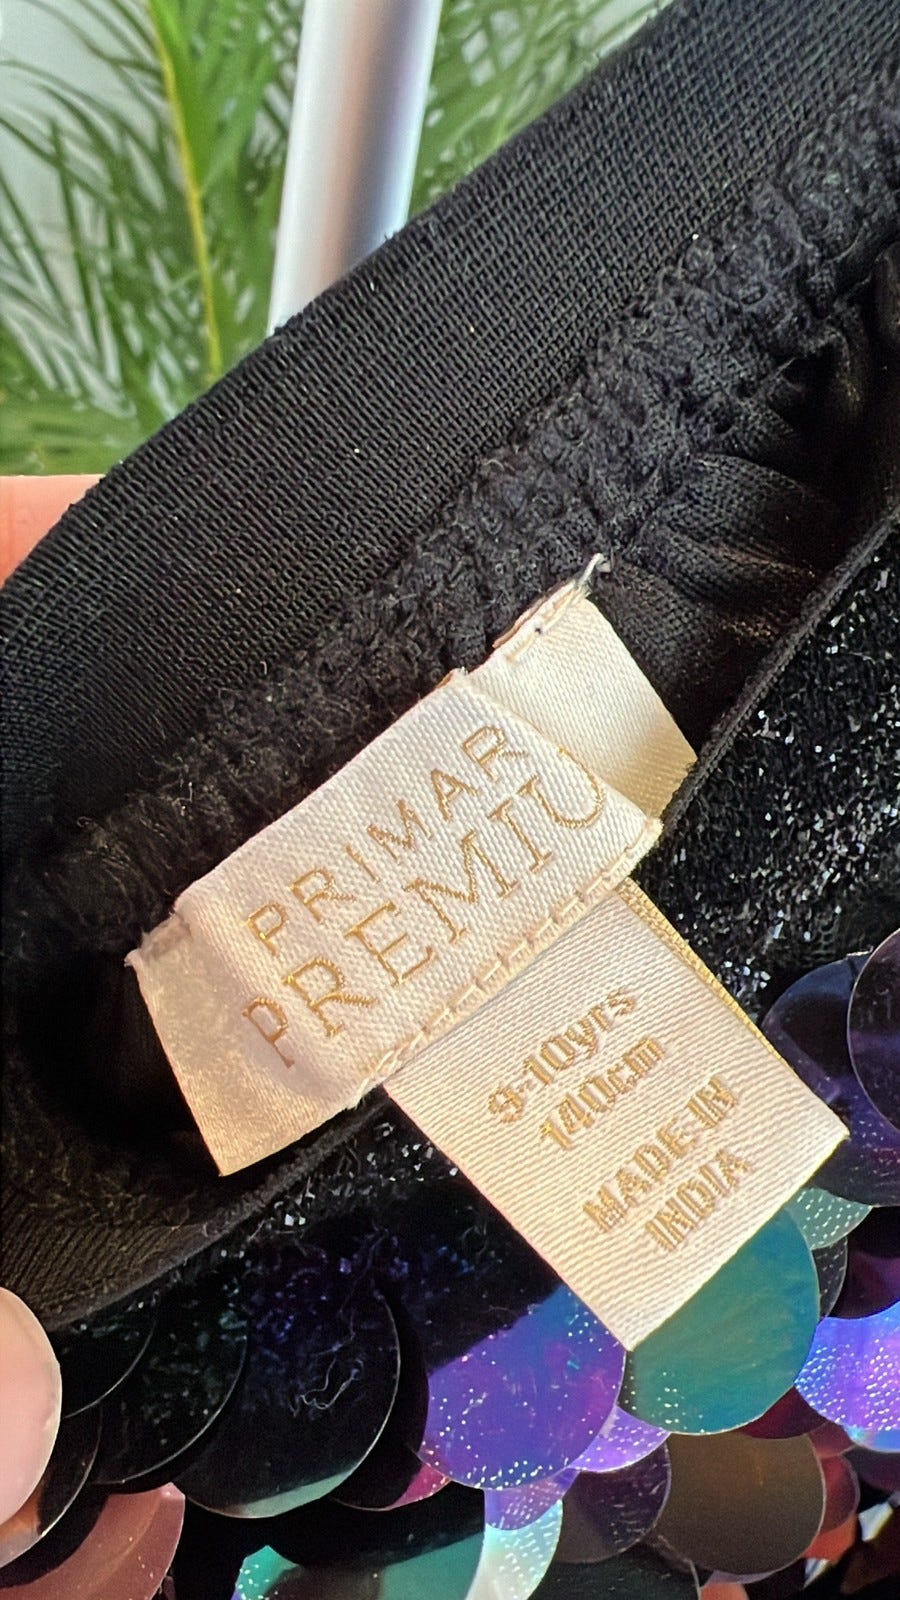 PRIMAR
PREMIU
9-10yrs
140cm
MADE IN
INDIA